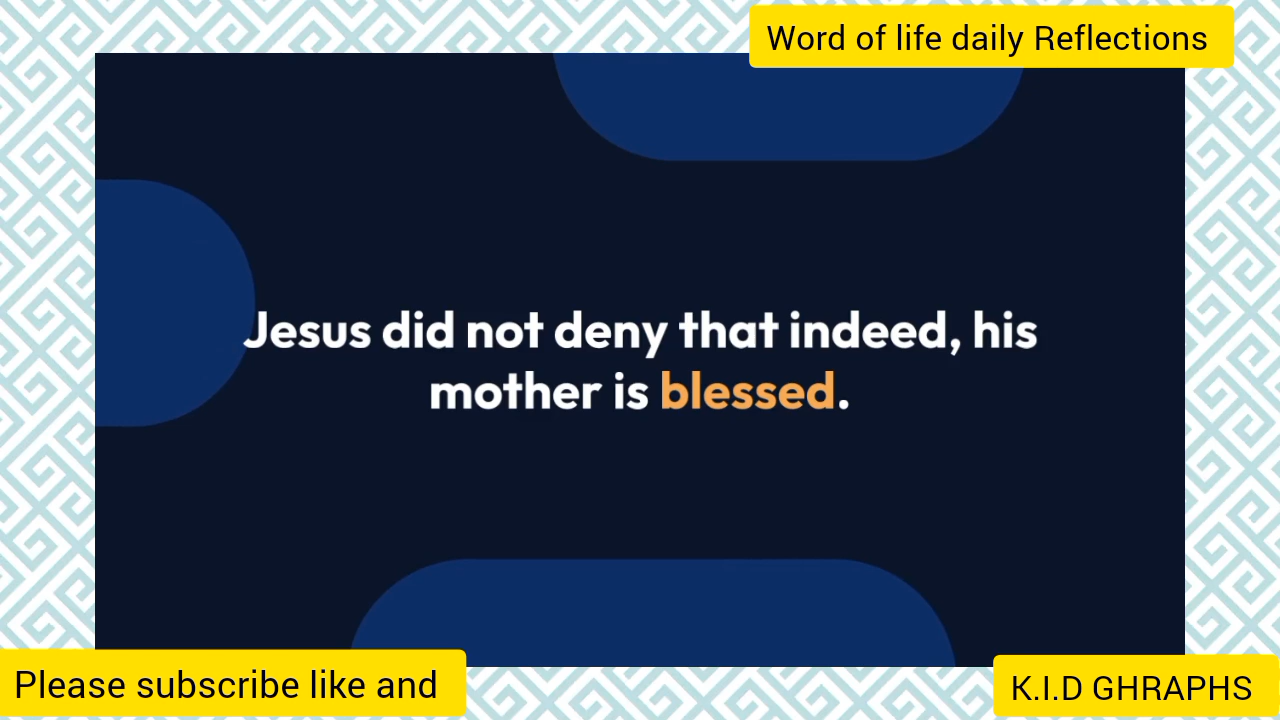 Word of life daily Reflections
Jesus did not deny that indeed, his
mother is blessed.
Please subscribe like and
K.I.D GHRAPHS